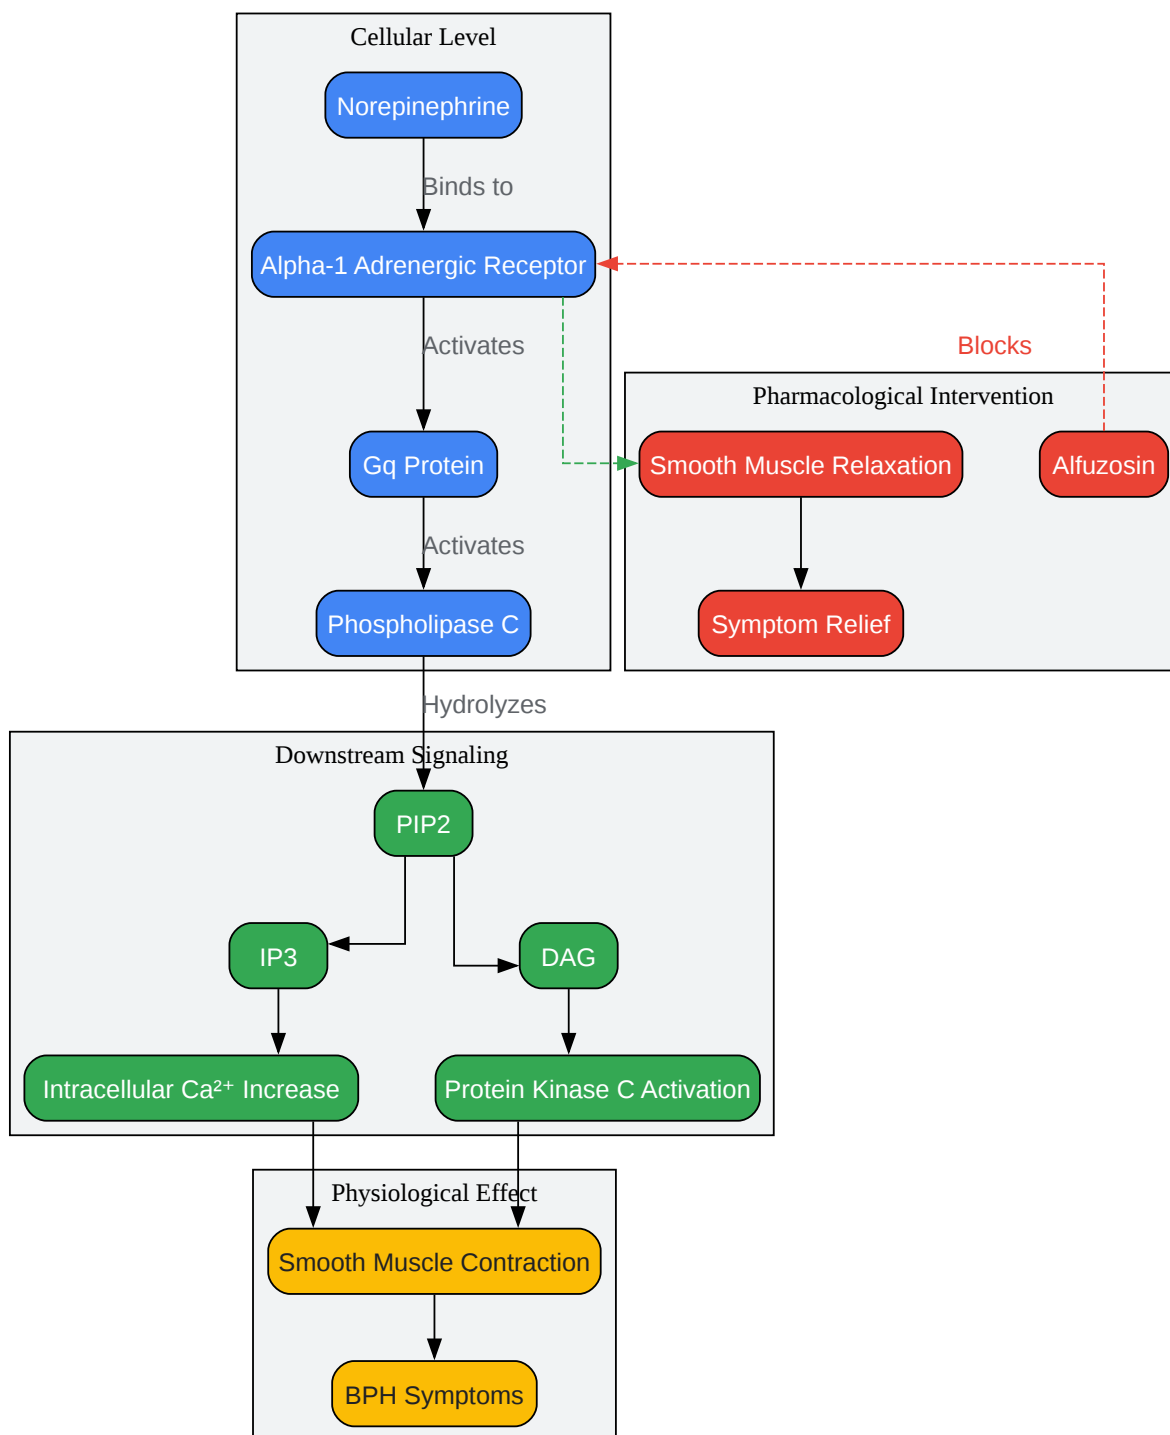 Cellular Level
Norepinephrine
Binds to
Alpha-1 Adrenergic Receptor
Activates
Blocks
Pharmacological Intervention
Gq Protein
Smooth Muscle Relaxation
Alfuzosin
Activates
Phospholipase C
Symptom Relief
Hydrolyzes
Downstream Signaling
PIP2
IP3
DAG
Intracellular Ca²⁺ Increase
Protein Kinase C Activation
Physiological Effect
Smooth Muscle Contraction
BPH Symptoms